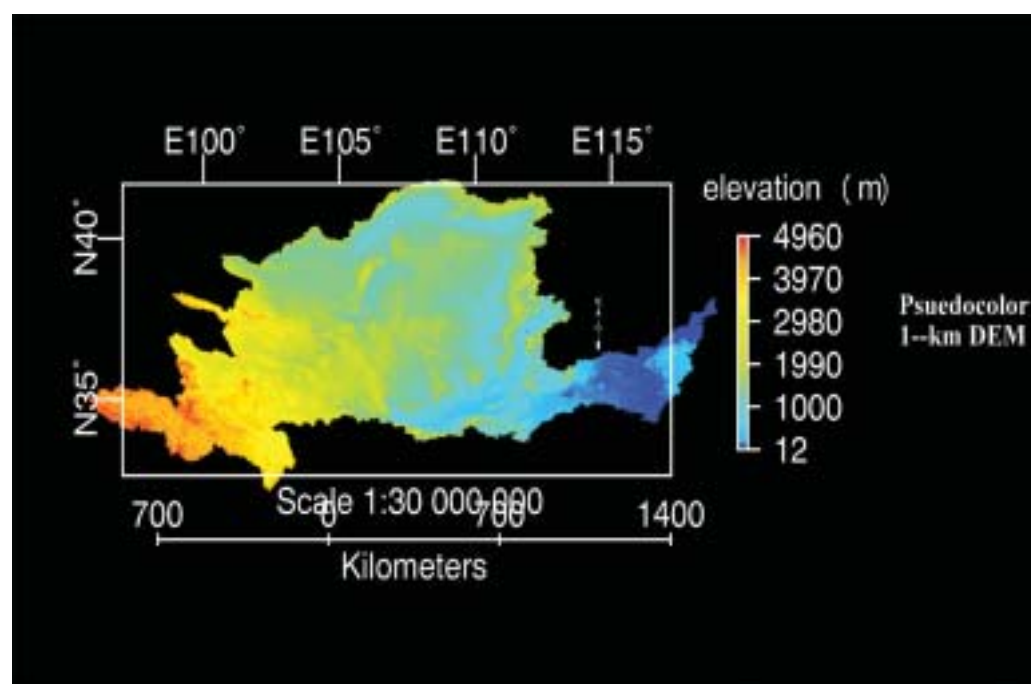 E100° E105° E110° E115°
elevation (m)
N40°
N35°
4960
3970
2980
1990
1000
12
Psuedocolor
1--km DEM
Scale 1:30 000 000
700 0 700 1400
Kilometers